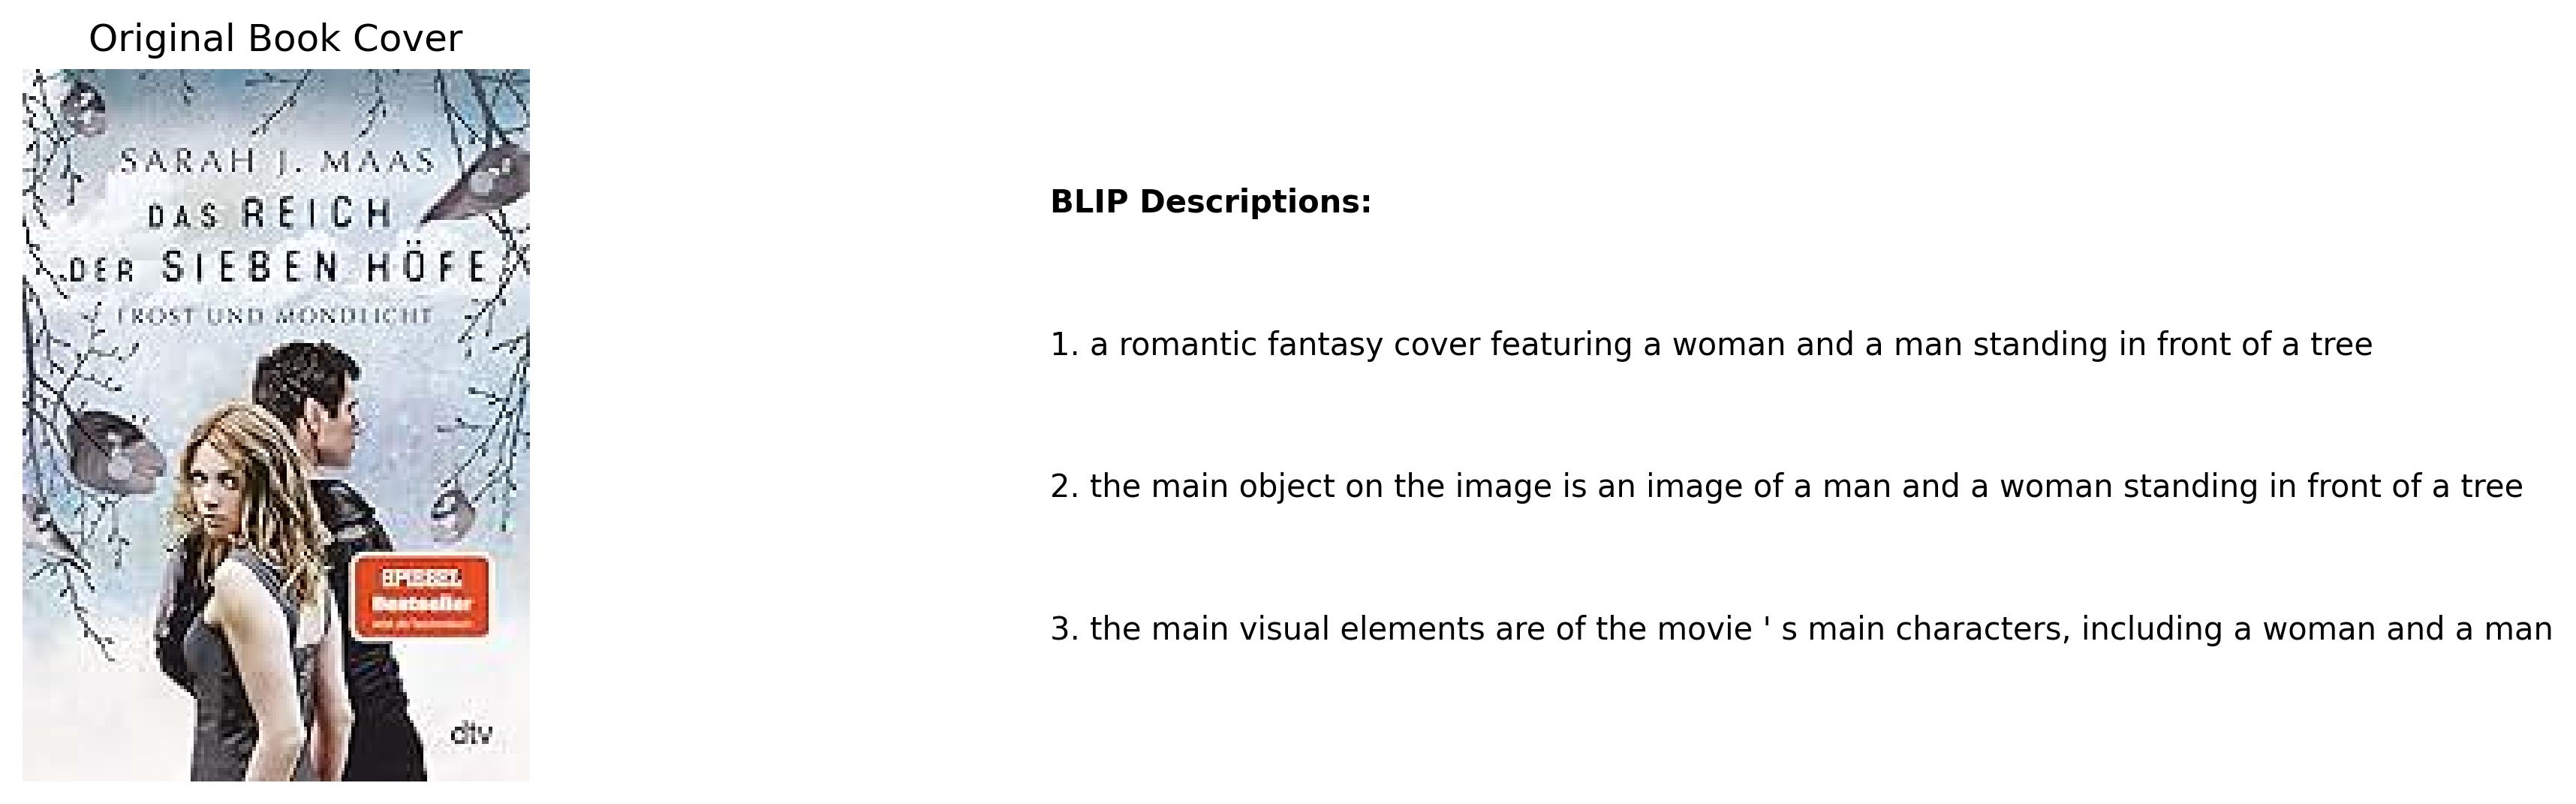 Original Book Cover
SARAH J. MAAS
DAS REICH
DER SIEBEN HÖFE
FROST UND MONDLICHT
SPIEGEL
Bestseller
dtv
BLIP Descriptions:
1. a romantic fantasy cover featuring a woman and a man standing in front of a tree
2. the main object on the image is an image of a man and a woman standing in front of a tree
3. the main visual elements are of the movie ' s main characters, including a woman and a man